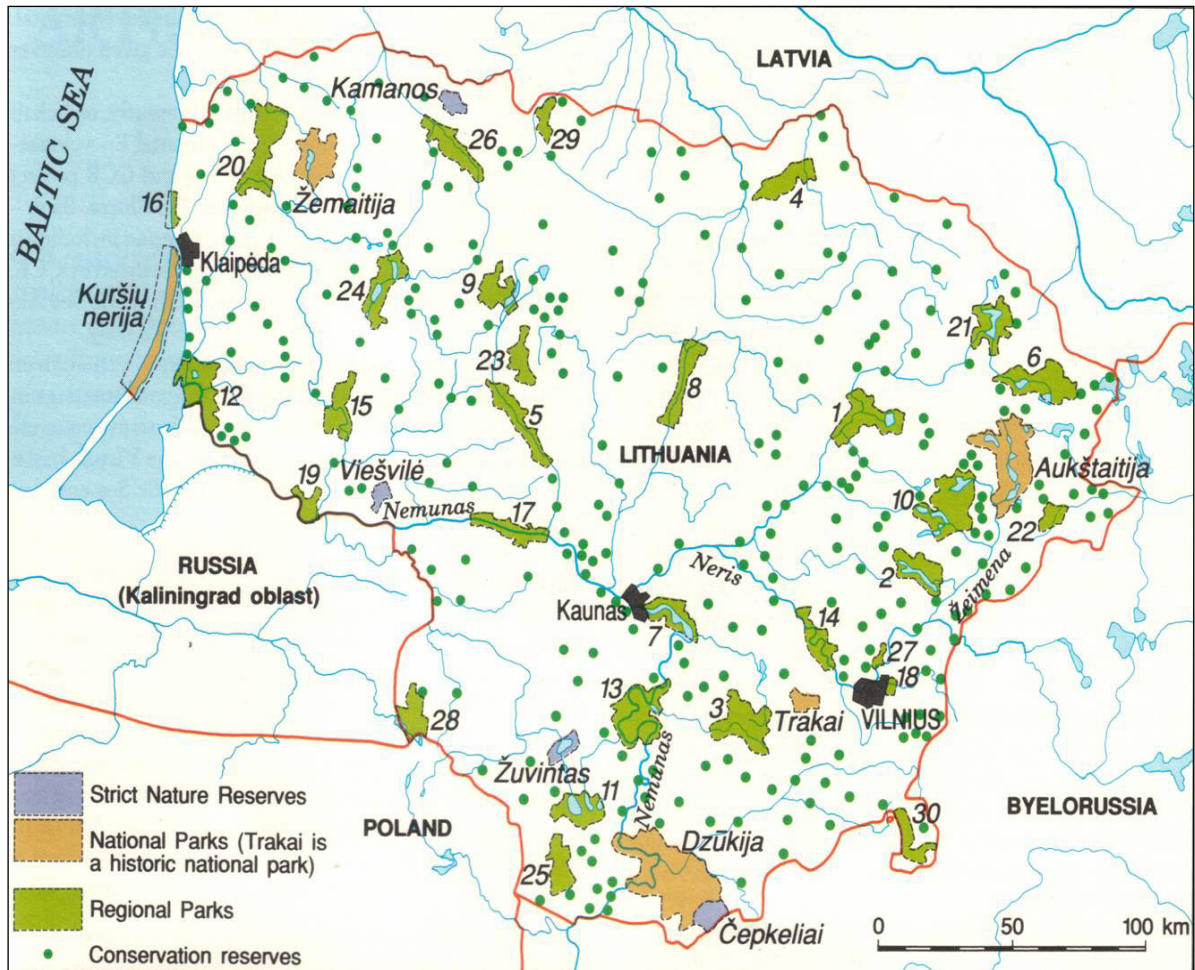 LATVIA
BALTIC SEA
Kamanos
26
29
20
Žemaitija
4
16
Klaipėda
Kuršių
nerija
24
9
21
23
8
6
12
15
5
1
LITHUANIA
Aukštaitija
19
Viešvilė
Nemunas
17
10
22
RUSSIA
(Kaliningrad oblast)
Neris
2
Žeimena
Kaunas
7
14
27
18
VILNIUS
13
3
Trakai
28
Žuvintas
11
Nemunas
Strict Nature Reserves
National Parks (Trakai is
a historic national park)
Regional Parks
Conservation reserves
POLAND
BYELORUSSIA
30
Dzūkija
25
Čepkeliai
0 50 100 km